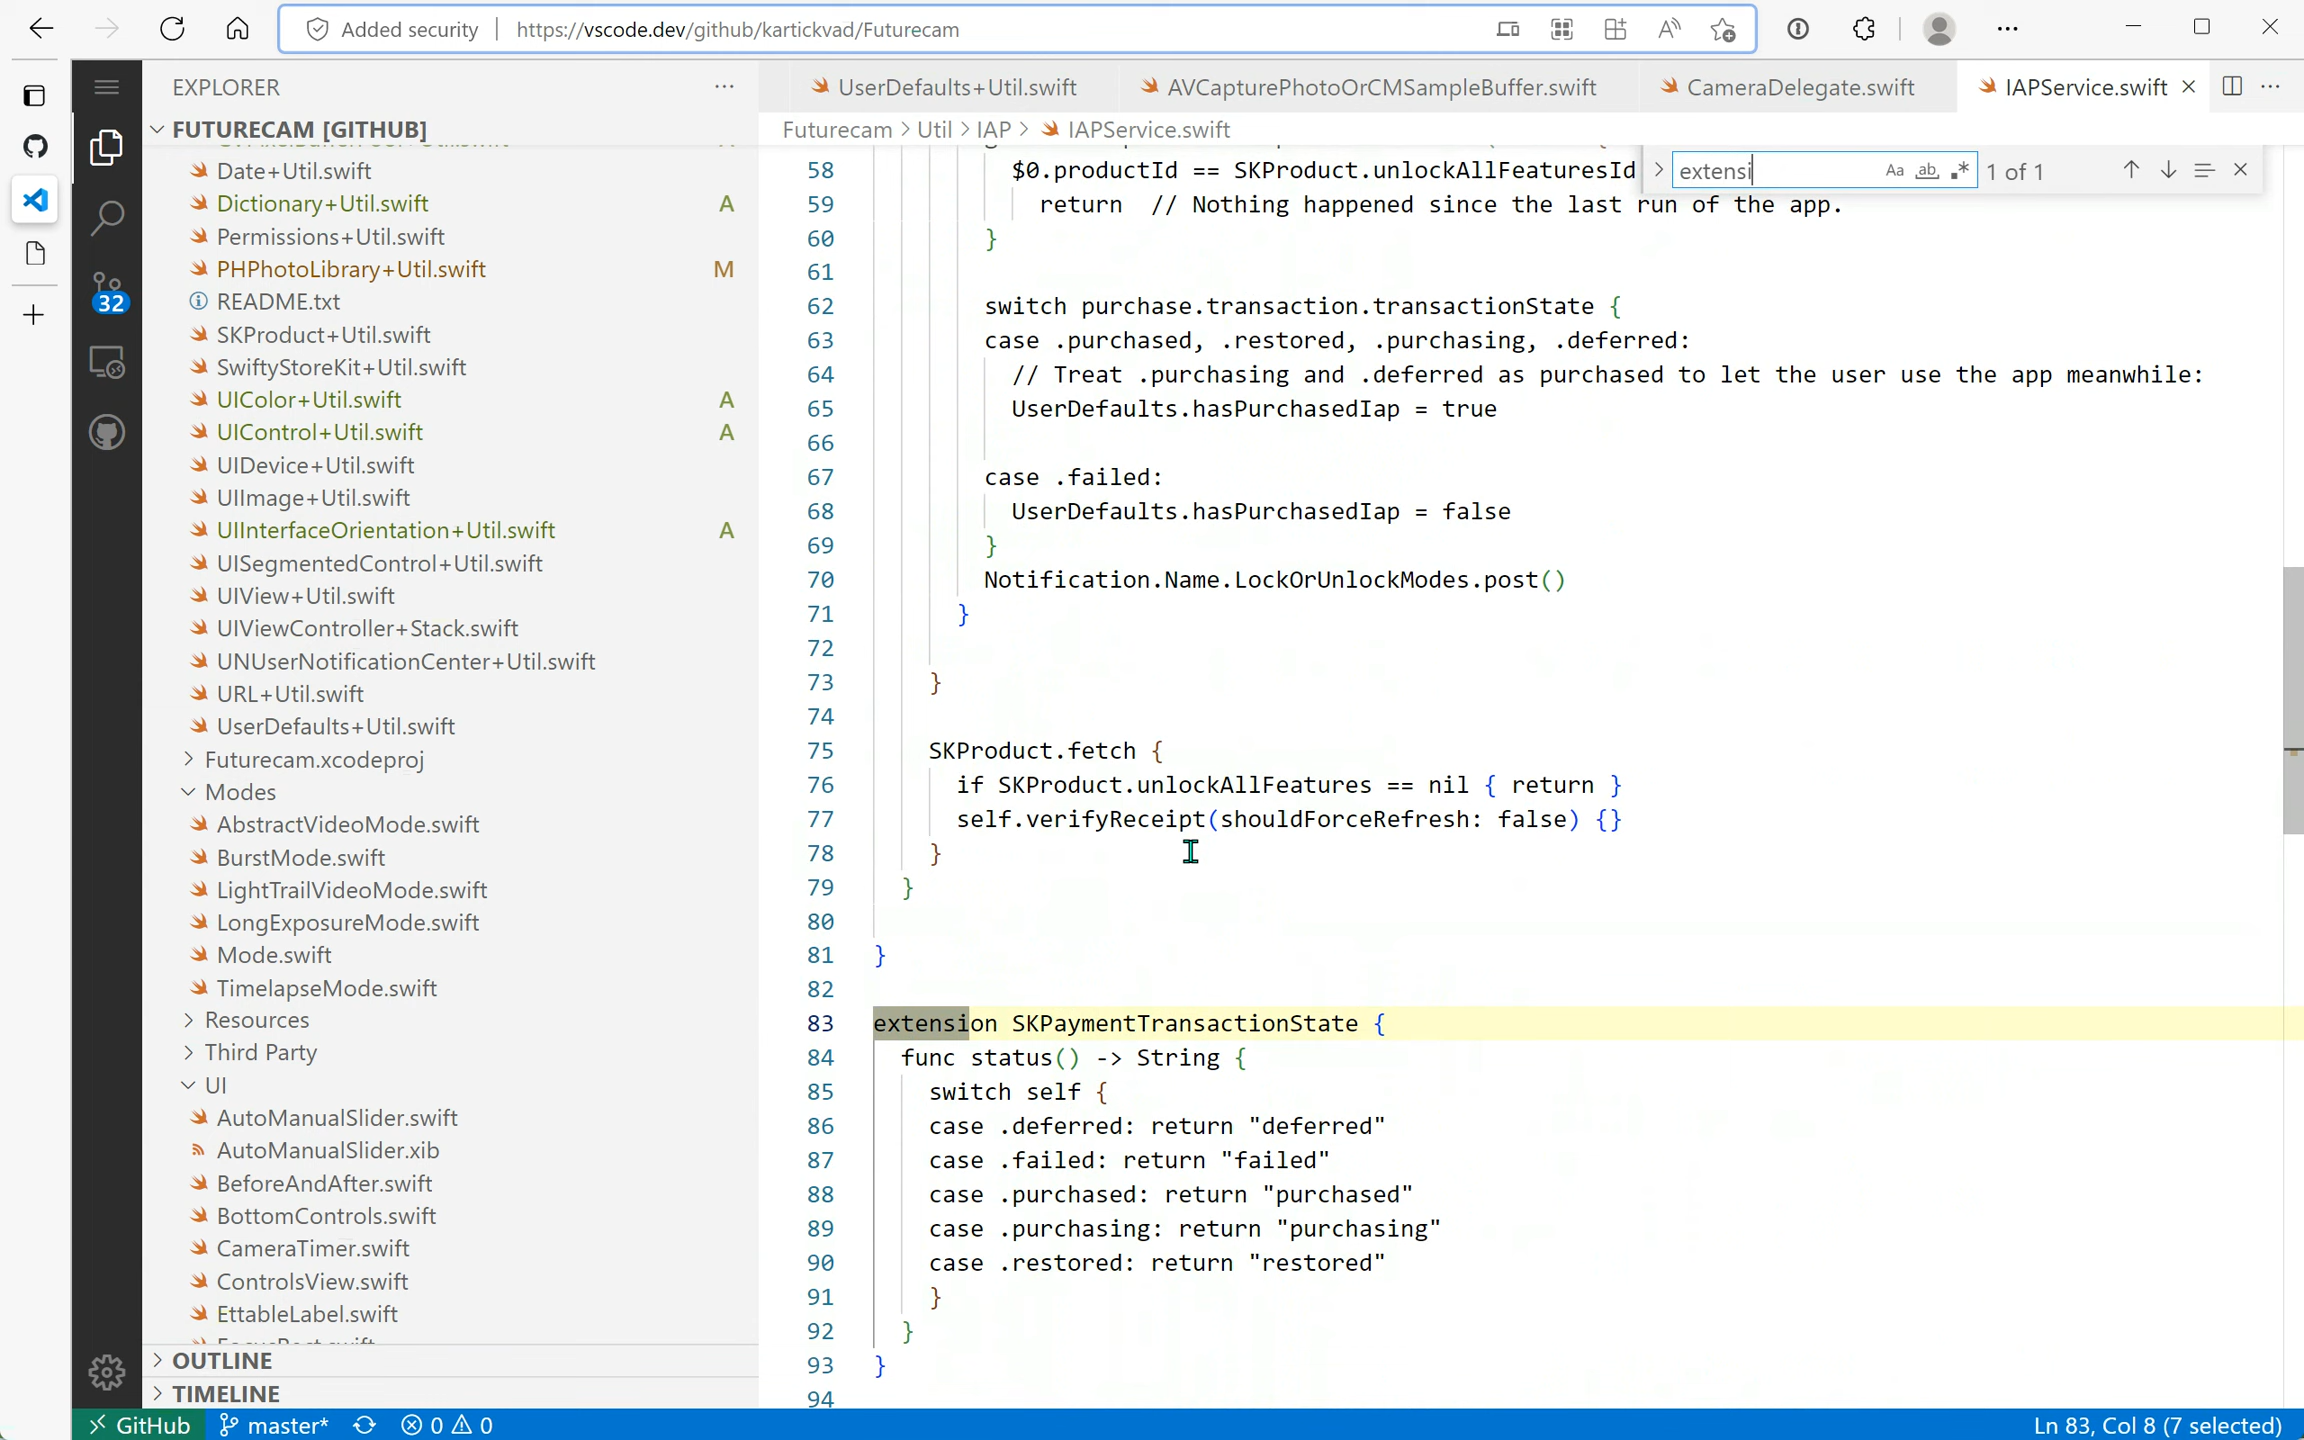 Added security
https://vscode.dev/github/kartickvad/Futurecam
EXPLORER
FUTURECAM [GITHUB]
Date+Util.swift
Dictionary+Util.swift A
Permissions+Util.swift
PHPhotoLibrary+Util.swift M
README.txt
SKProduct+Util.swift
SwiftyStoreKit+Util.swift
UIColor+Util.swift A
UIControl+Util.swift A
UIDevice+Util.swift
UIImage+Util.swift
UIInterfaceOrientation+Util.swift A
UISegmentedControl+Util.swift
UIView+Util.swift
UIViewController+Stack.swift
UNUserNotificationCenter+Util.swift
URL+Util.swift
UserDefaults+Util.swift
Futurecam.xcodeproj
Modes
AbstractVideoMode.swift
BurstMode.swift
LightTrailVideoMode.swift
LongExposureMode.swift
Mode.swift
TimelapseMode.swift
Resources
Third Party
UI
AutoManualSlider.swift
AutoManualSlider.xib
BeforeAndAfter.swift
BottomControls.swift
CameraTimer.swift
ControlsView.swift
EttableLabel.swift
OUTLINE
TIMELINE
32
UserDefaults+Util.swift
AVCapturePhotoOrCMSampleBuffer.swift
CameraDelegate.swift
IAPService.swift
Futurecam > Util > IAP > IAPService.swift
extensi
Aa
ab
.*
1 of 1
58 $0.productId == SKProduct.unlockAllFeaturesId
59 return // Nothing happened since the last run of the app.
60 }
61
62 switch purchase.transaction.transactionState {
63 case .purchased, .restored, .purchasing, .deferred:
64 // Treat .purchasing and .deferred as purchased to let the user use the app meanwhile:
65 UserDefaults.hasPurchasedIap = true
66
67 case .failed:
68 UserDefaults.hasPurchasedIap = false
69 }
70 Notification.Name.LockOrUnlockModes.post()
71 }
72
73 }
74
75 SKProduct.fetch {
76 if SKProduct.unlockAllFeatures == nil { return }
77 self.verifyReceipt(shouldForceRefresh: false) {}
78 }
79 }
80
81 }
82
83 extension SKPaymentTransactionState {
84 func status() -> String {
85 switch self {
86 case .deferred: return "deferred"
87 case .failed: return "failed"
88 case .purchased: return "purchased"
89 case .purchasing: return "purchasing"
90 case .restored: return "restored"
91 }
92 }
93 }
94
GitHub
master*
0
0
Ln 83, Col 8 (7 selected)